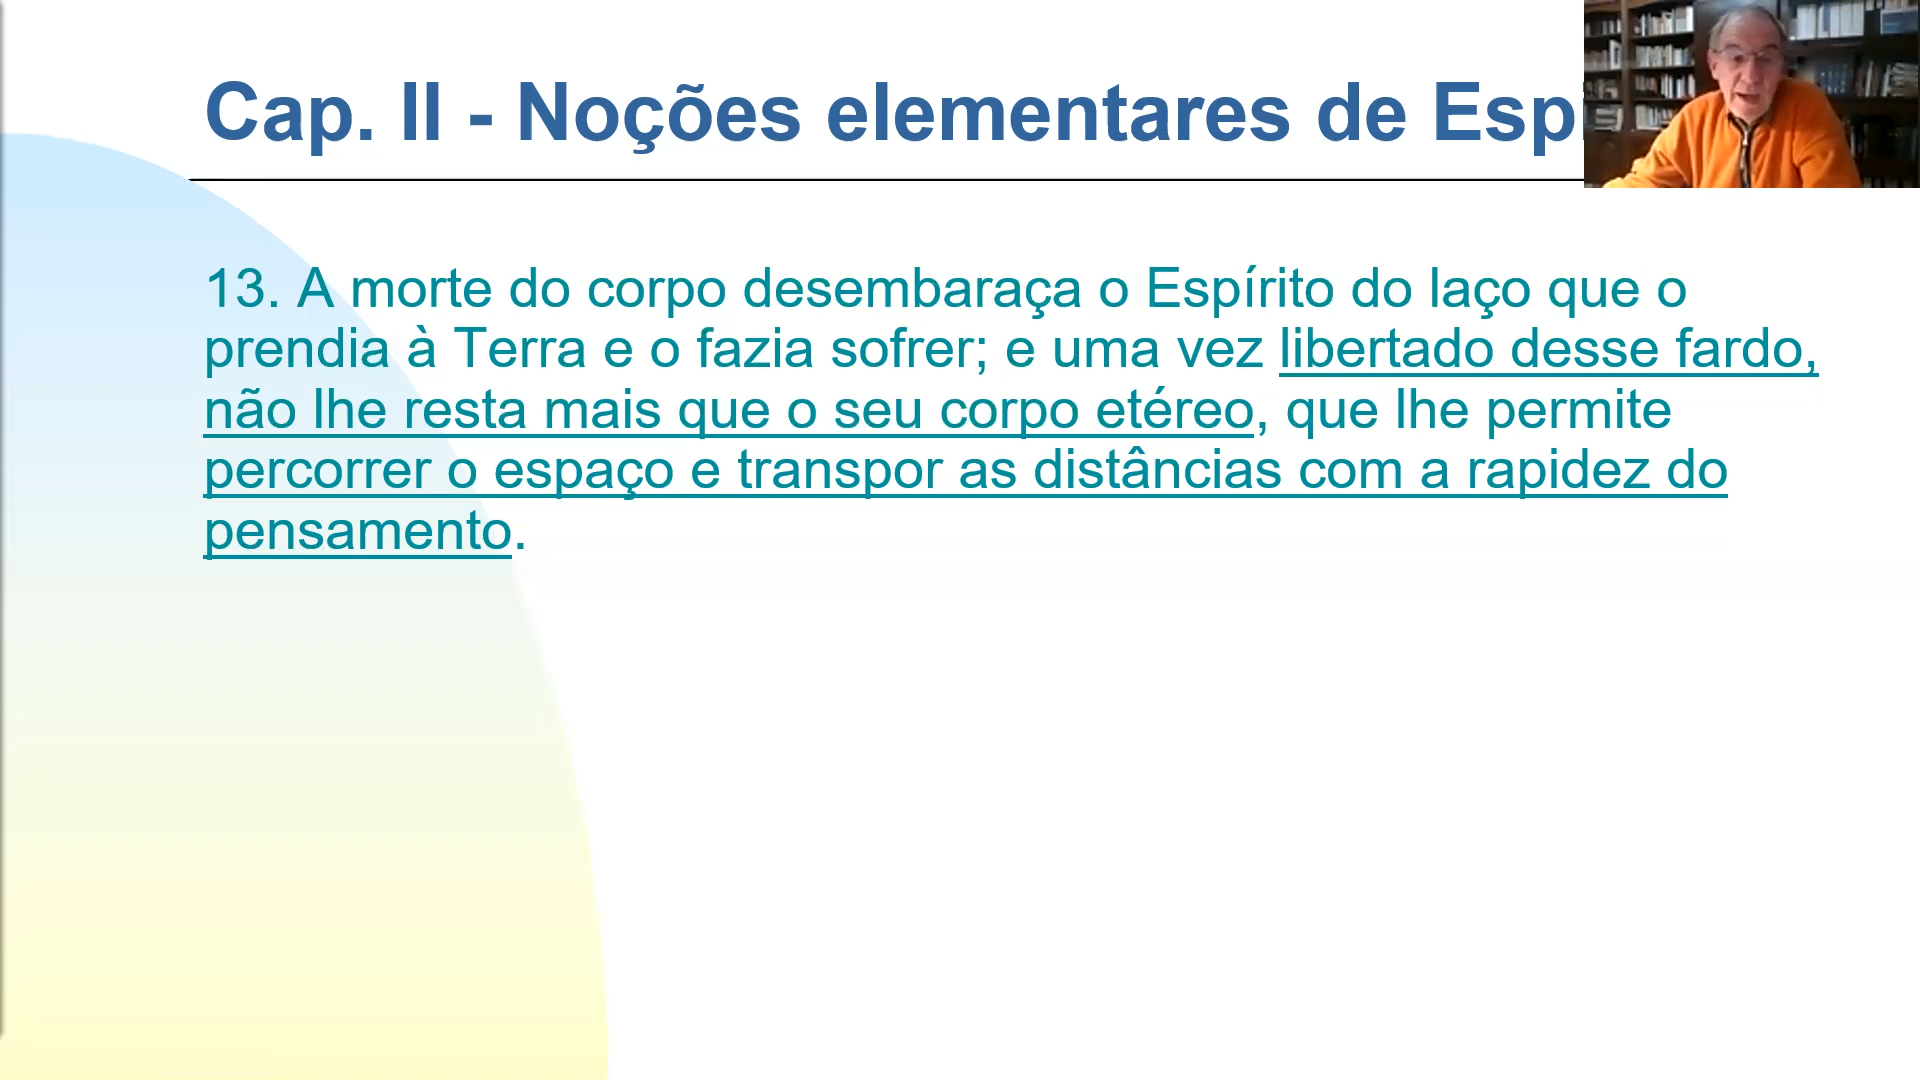 Cap. II - Noções elementares de Esp
13. A morte do corpo desembaraça o Espírito do laço que o
prendia à Terra e o fazia sofrer; e uma vez libertado desse fardo,
não lhe resta mais que o seu corpo etéreo, que lhe permite
percorrer o espaço e transpor as distâncias com a rapidez do
pensamento.